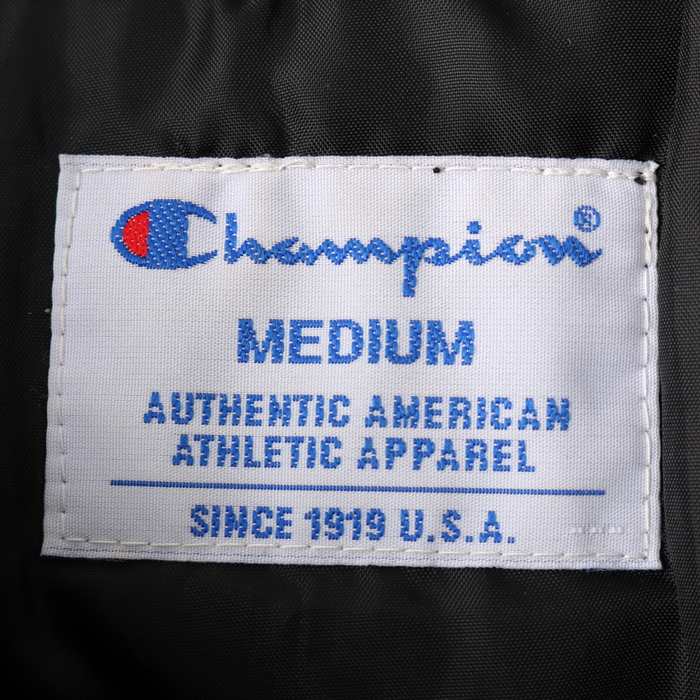 Champion®
MEDIUM
AUTHENTIC AMERICAN
ATHLETIC APPAREL
SINCE 1919 U.S.A.